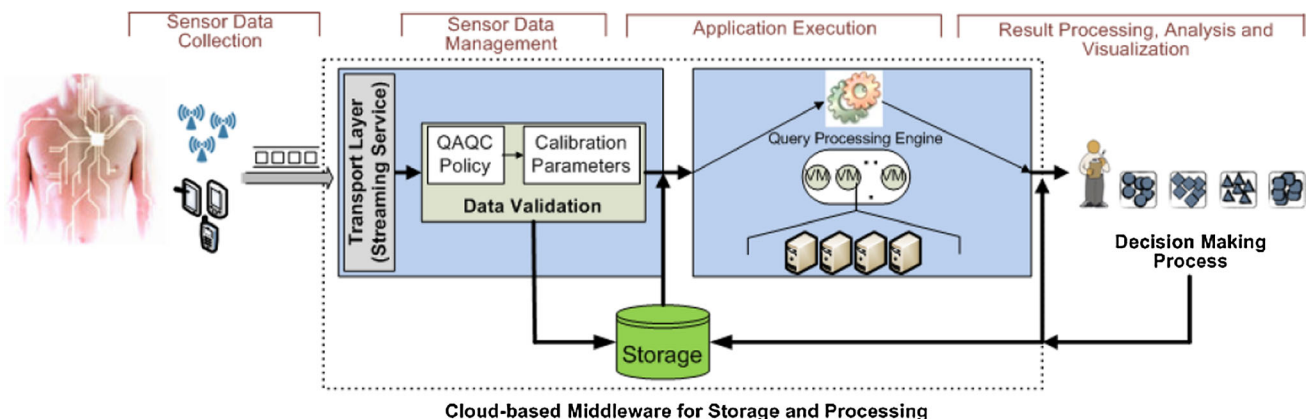 Sensor Data
Collection
Sensor Data
Management
Application Execution
Result Processing, Analysis and
Visualization
Transport Layer
(Streaming Service)
QAQC
Policy
Calibration
Parameters
Data Validation
Query Processing Engine
VM
VM
VM
Storage
Decision Making
Process
Cloud-based Middleware for Storage and Processing